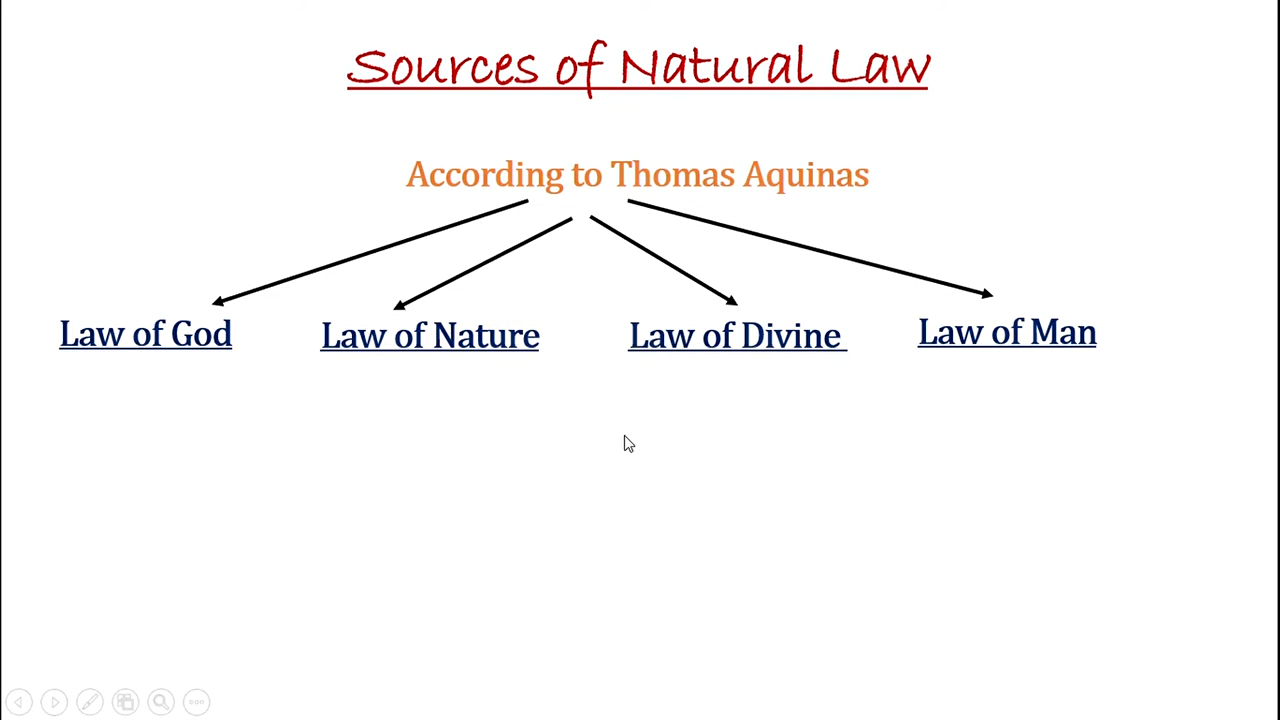 Sources of Natural Law
According to Thomas Aquinas
Law of God
Law of Nature
Law of Divine
Law of Man